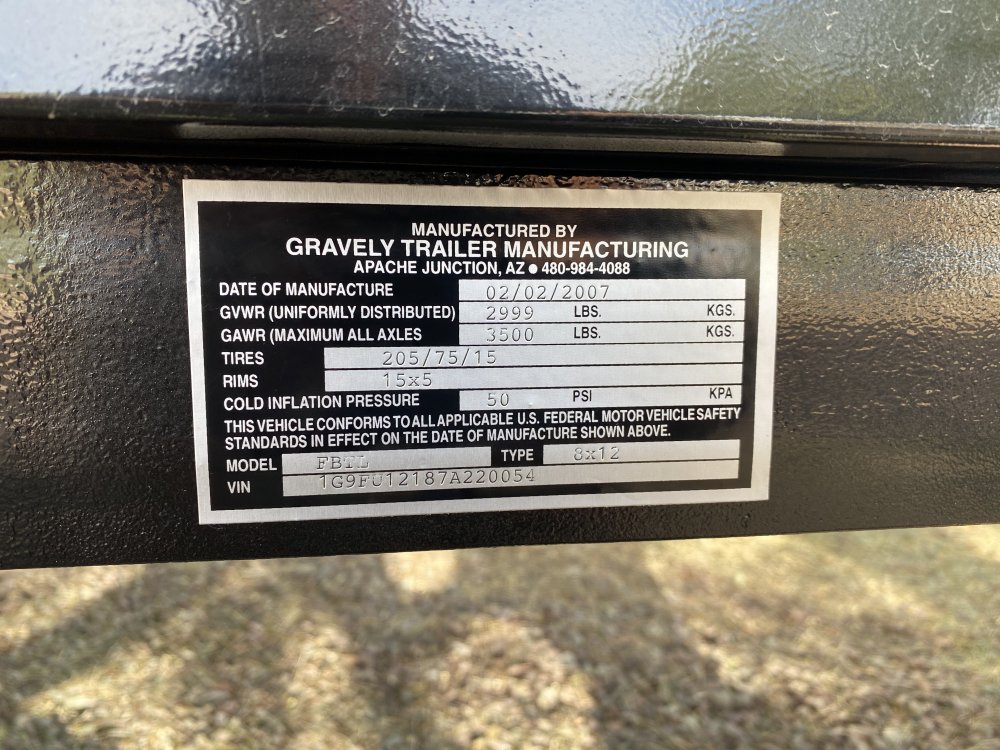 MANUFACTURED BY
GRAVELY TRAILER MANUFACTURING
APACHE JUNCTION, AZ ● 480-984-4088
DATE OF MANUFACTURE 02/02/2007
GVWR (UNIFORMLY DISTRIBUTED) 2999 LBS. KGS.
GAWR (MAXIMUM ALL AXLES 3500 LBS. KGS.
TIRES 205/75/15
RIMS 15x5
COLD INFLATION PRESSURE 50 PSI KPA
THIS VEHICLE CONFORMS TO ALL APPLICABLE U.S. FEDERAL MOTOR VEHICLE SAFETY
STANDARDS IN EFFECT ON THE DATE OF MANUFACTURE SHOWN ABOVE.
MODEL FBTL TYPE 8x12
VIN 1G9FU12187A220054